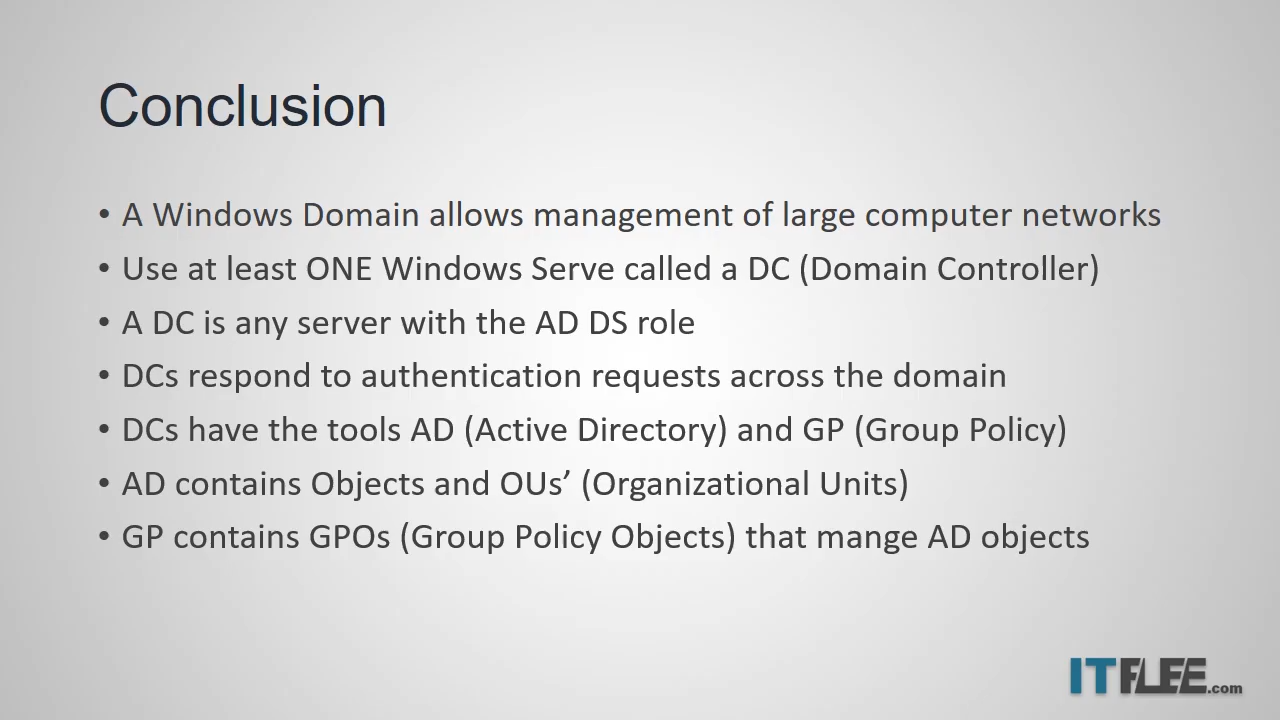 Conclusion
• A Windows Domain allows management of large computer networks
• Use at least ONE Windows Serve called a DC (Domain Controller)
• A DC is any server with the AD DS role
• DCs respond to authentication requests across the domain
• DCs have the tools AD (Active Directory) and GP (Group Policy)
• AD contains Objects and OUs’ (Organizational Units)
• GP contains GPOs (Group Policy Objects) that mange AD objects
ITFLEE.com